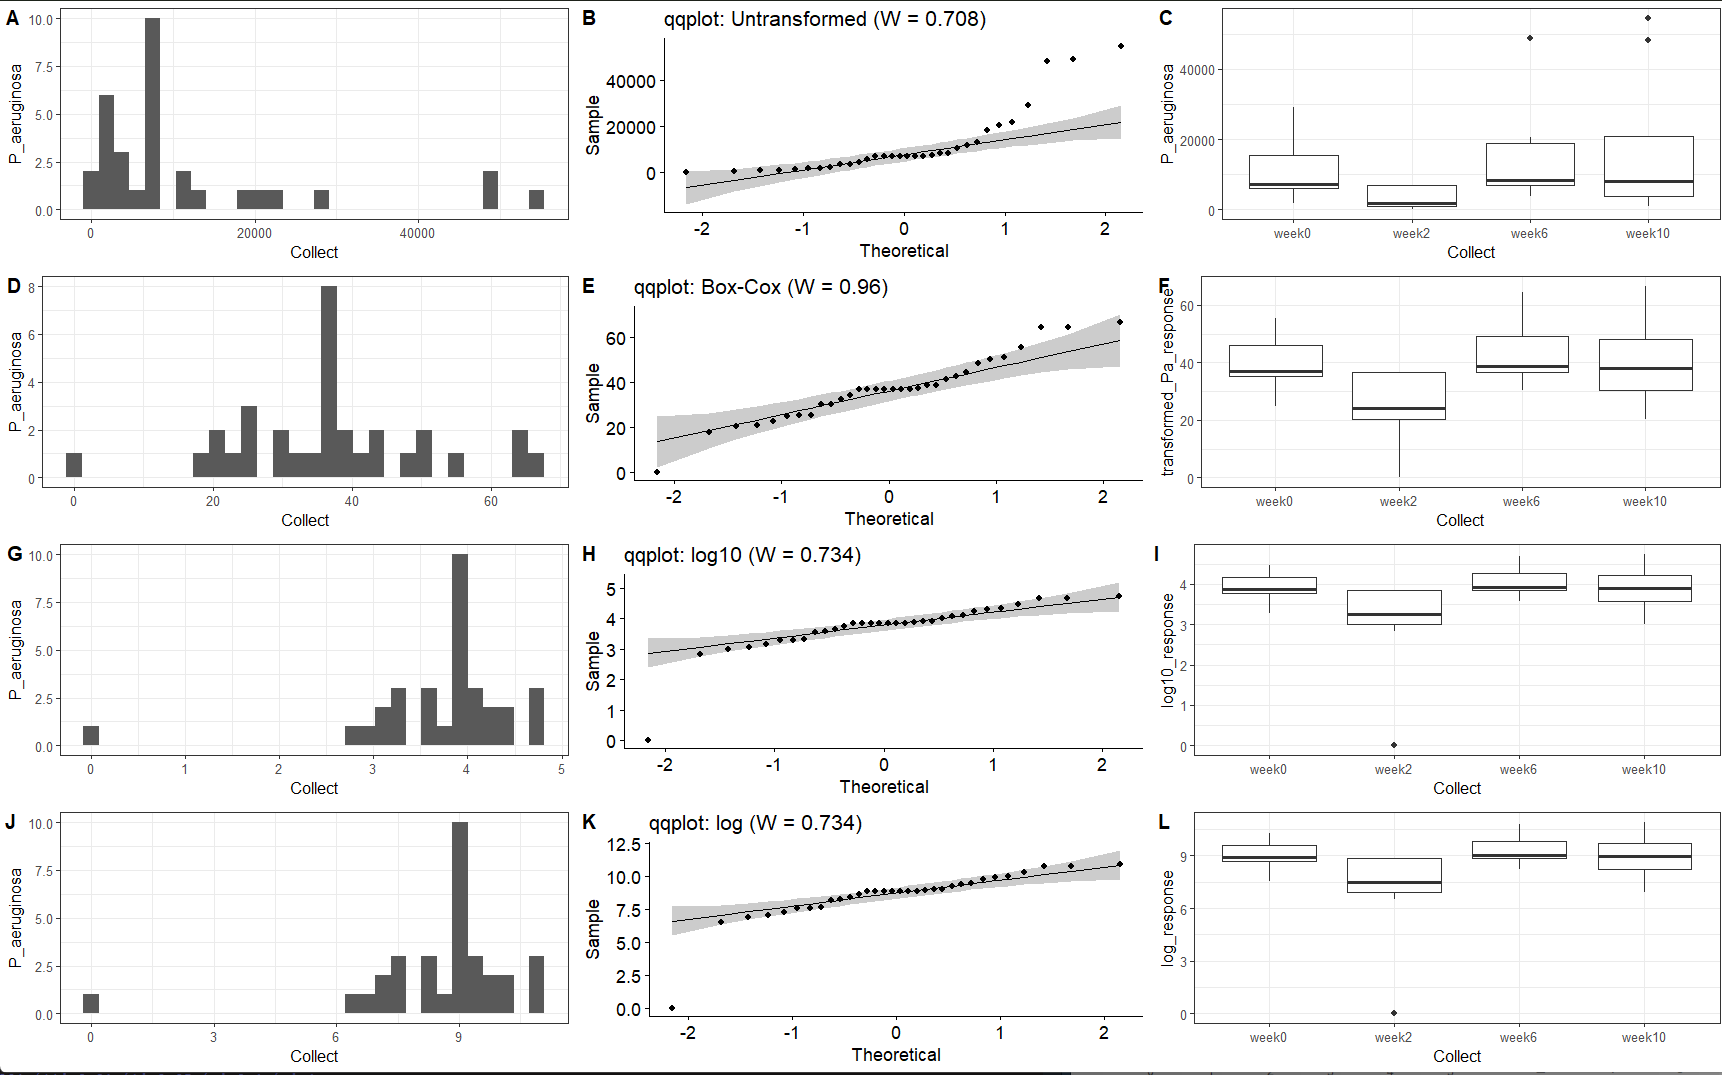 A
P_aeruginosa
10.0
7.5
5.0
2.5
0.0
0 20000 40000
Collect
B
qqplot: Untransformed (W = 0.708)
Sample
40000
20000
0
-2 -1 0 1 2
Theoretical
C
P_aeruginosa
40000
20000
0
week0 week2 week6 week10
Collect
D
P_aeruginosa
8
6
4
2
0
0 20 40 60
Collect
E
qqplot: Box-Cox (W = 0.96)
Sample
60
40
20
0
-2 -1 0 1 2
Theoretical
F
transformed_Pa_response
60
40
20
0
week0 week2 week6 week10
Collect
G
P_aeruginosa
10.0
7.5
5.0
2.5
0.0
0 1 2 3 4 5
Collect
H
qqplot: log10 (W = 0.734)
Sample
5
4
3
2
1
0
-2 -1 0 1 2
Theoretical
I
log10_response
4
3
2
1
0
week0 week2 week6 week10
Collect
J
P_aeruginosa
10.0
7.5
5.0
2.5
0.0
0 3 6 9
Collect
K
qqplot: log (W = 0.734)
Sample
12.5
10.0
7.5
5.0
2.5
0.0
-2 -1 0 1 2
Theoretical
L
log_response
9
6
3
0
week0 week2 week6 week10
Collect